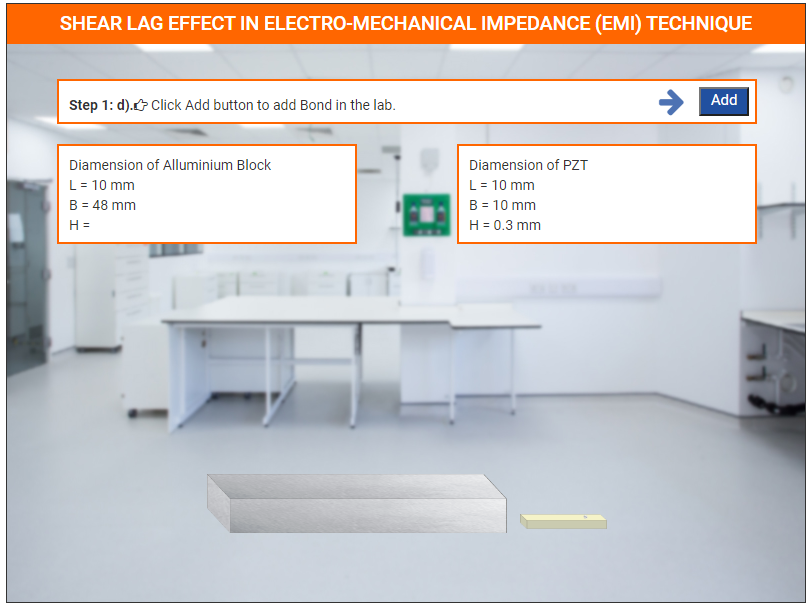 SHEAR LAG EFFECT IN ELECTRO-MECHANICAL IMPEDANCE (EMI) TECHNIQUE
Step 1: d). Click Add button to add Bond in the lab.
Add
Diamension of Alluminium Block
L = 10 mm
B = 48 mm
H =
Diamension of PZT
L = 10 mm
B = 10 mm
H = 0.3 mm